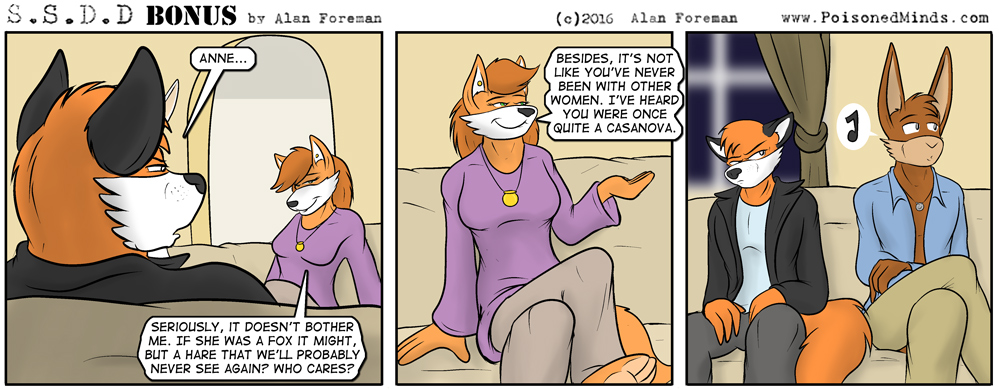 S.S.D.D BONUS by Alan Foreman (c)2016 Alan Foreman www.PoisonedMinds.com
ANNE...
SERIOUSLY, IT DOESN'T BOTHER
ME. IF SHE WAS A FOX IT MIGHT,
BUT A HARE THAT WE'LL PROBABLY
NEVER SEE AGAIN? WHO CARES?
BESIDES, IT'S NOT
LIKE YOU'VE NEVER
BEEN WITH OTHER
WOMEN. I'VE HEARD
YOU WERE ONCE
QUITE A CASANOVA.